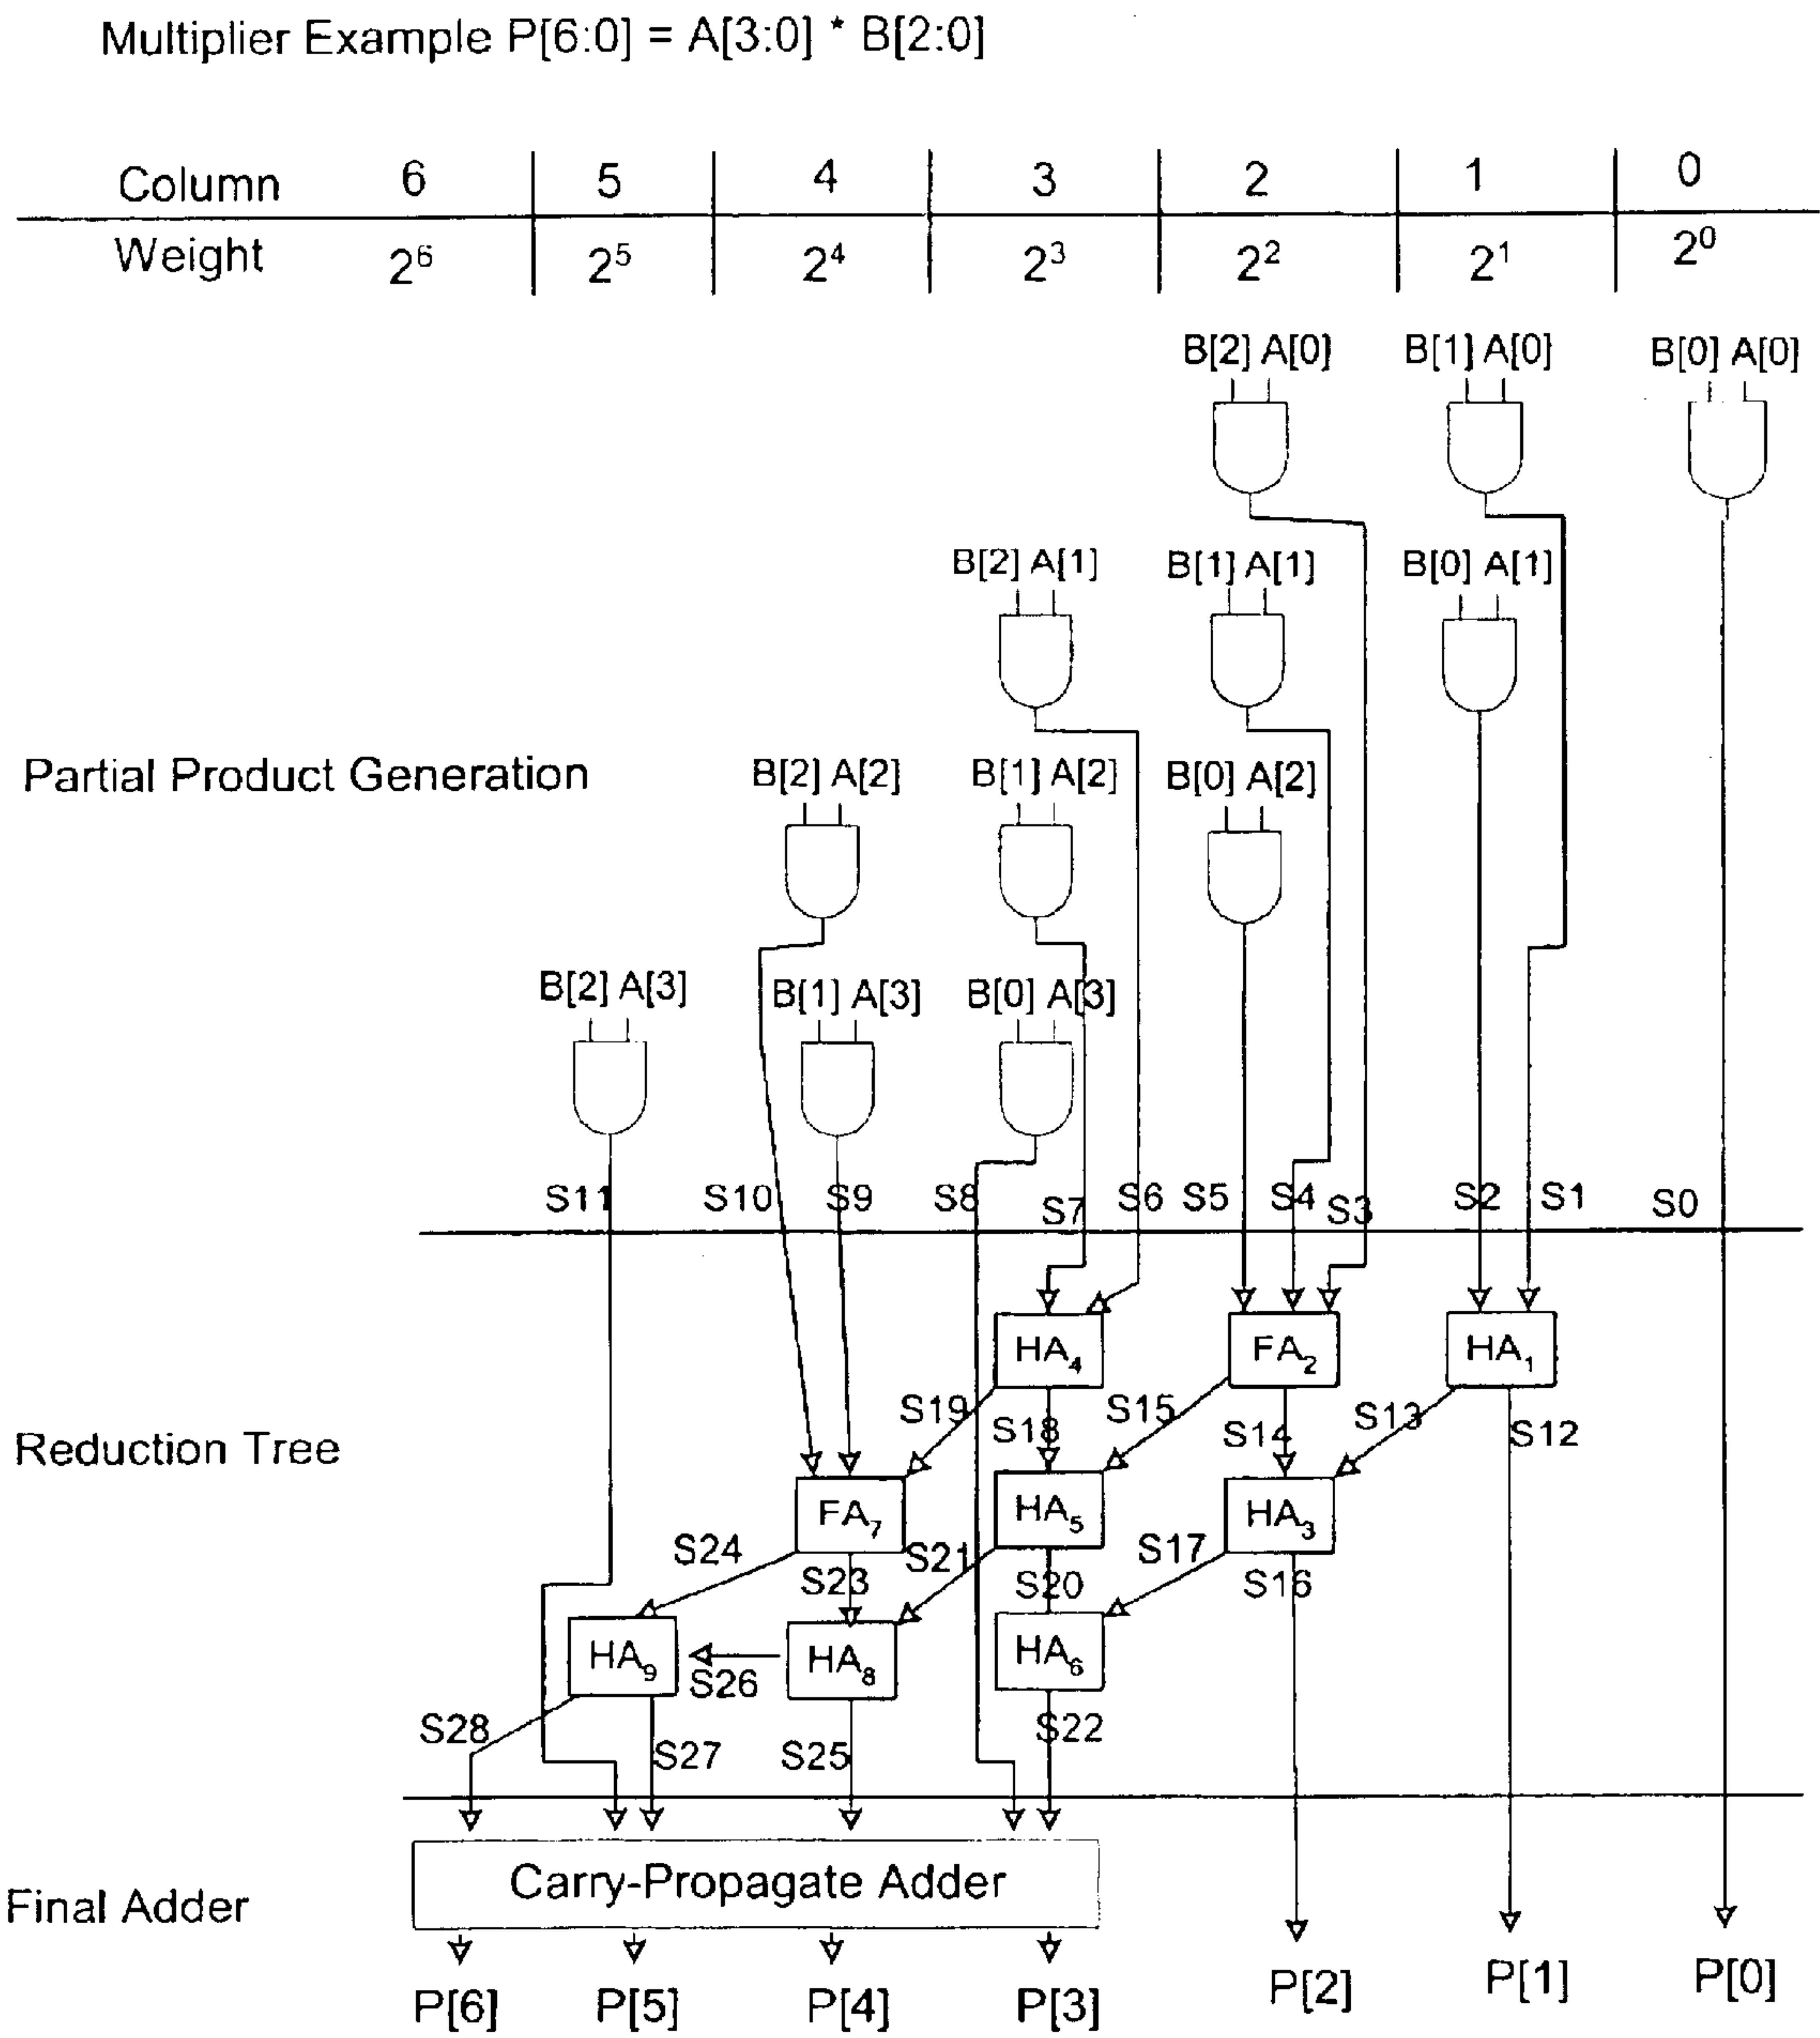 Multiplier Example P[6:0] = A[3:0] * B[2:0]
Column 6 5 4 3 2 1 0
Weight 2^6 2^5 2^4 2^3 2^2 2^1 2^0
B[2] A[0] B[1] A[0] B[0] A[0]
B[2] A[1] B[1] A[1] B[0] A[1]
Partial Product Generation B[2] A[2] B[1] A[2] B[0] A[2]
B[2] A[3] B[1] A[3] B[0] A[3]
S11 S10 S9 S8 S7 S6 S5 S4 S3 S2 S1 S0
HA4 FA2 HA1
S19 S18 S15 S14 S13 S12
Reduction Tree
FA7 HA5 HA3
S24 S23 S21 S20 S17 S16
HA9 S26 HA8 HA6
S28 S27 S25 S22
Final Adder Carry-Propagate Adder
P[6] P[5] P[4] P[3] P[2] P[1] P[0]